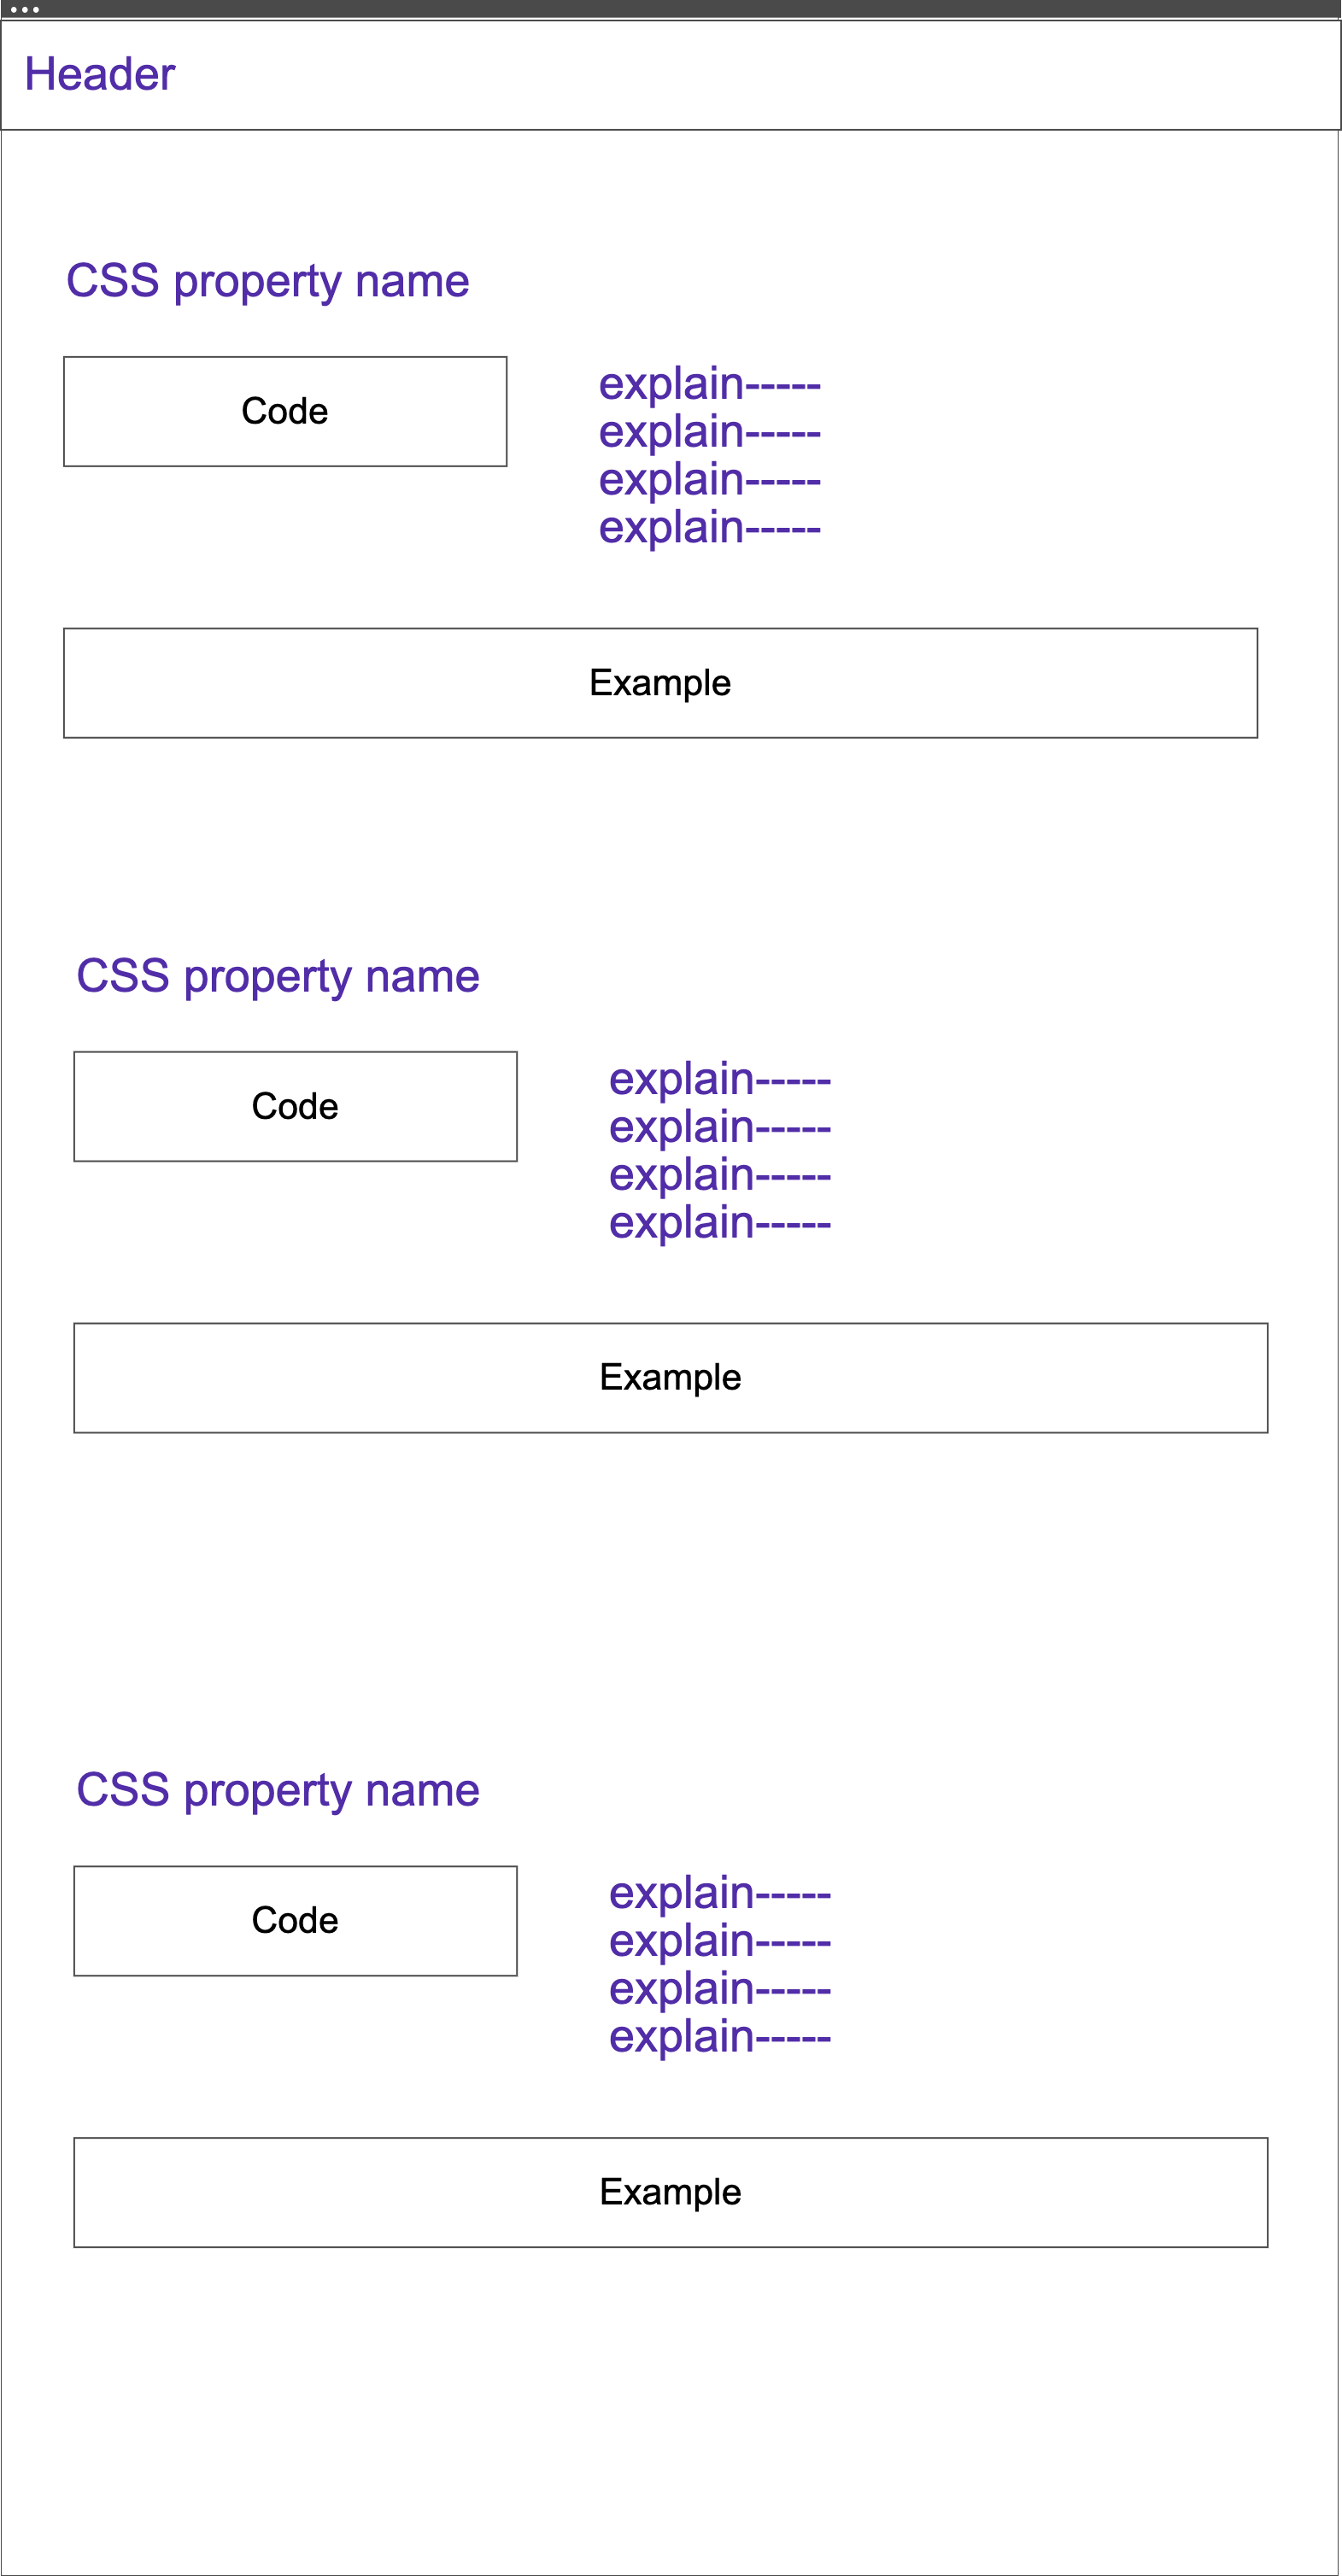 Header
CSS property name
Code
explain-----
explain-----
explain-----
explain-----
Example
CSS property name
Code
explain-----
explain-----
explain-----
explain-----
Example
CSS property name
Code
explain-----
explain-----
explain-----
explain-----
Example